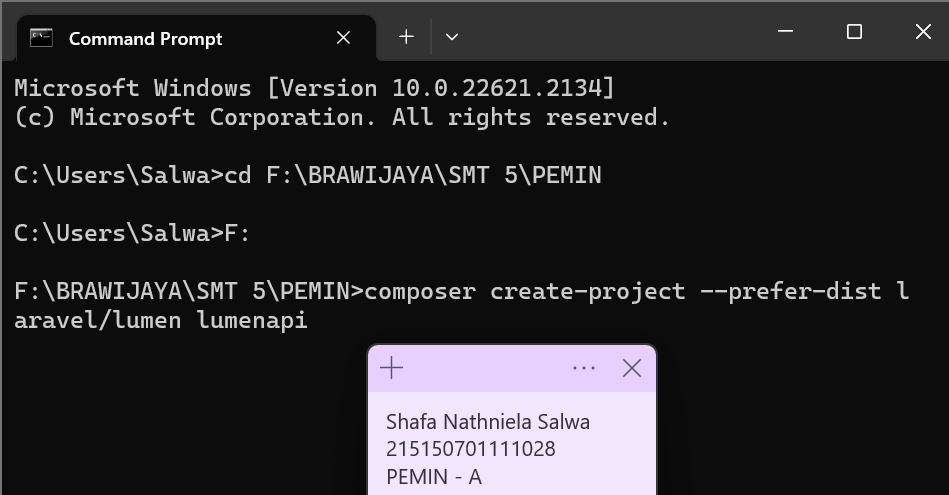 Command Prompt
Microsoft Windows [Version 10.0.22621.2134]
(c) Microsoft Corporation. All rights reserved.
C:\Users\Salwa>cd F:\BRAWIJAYA\SMT 5\PEMIN
C:\Users\Salwa>F:
F:\BRAWIJAYA\SMT 5\PEMIN>composer create-project --prefer-dist l
aravel/lumen lumenapi
Shafa Nathniela Salwa
215150701111028
PEMIN - A